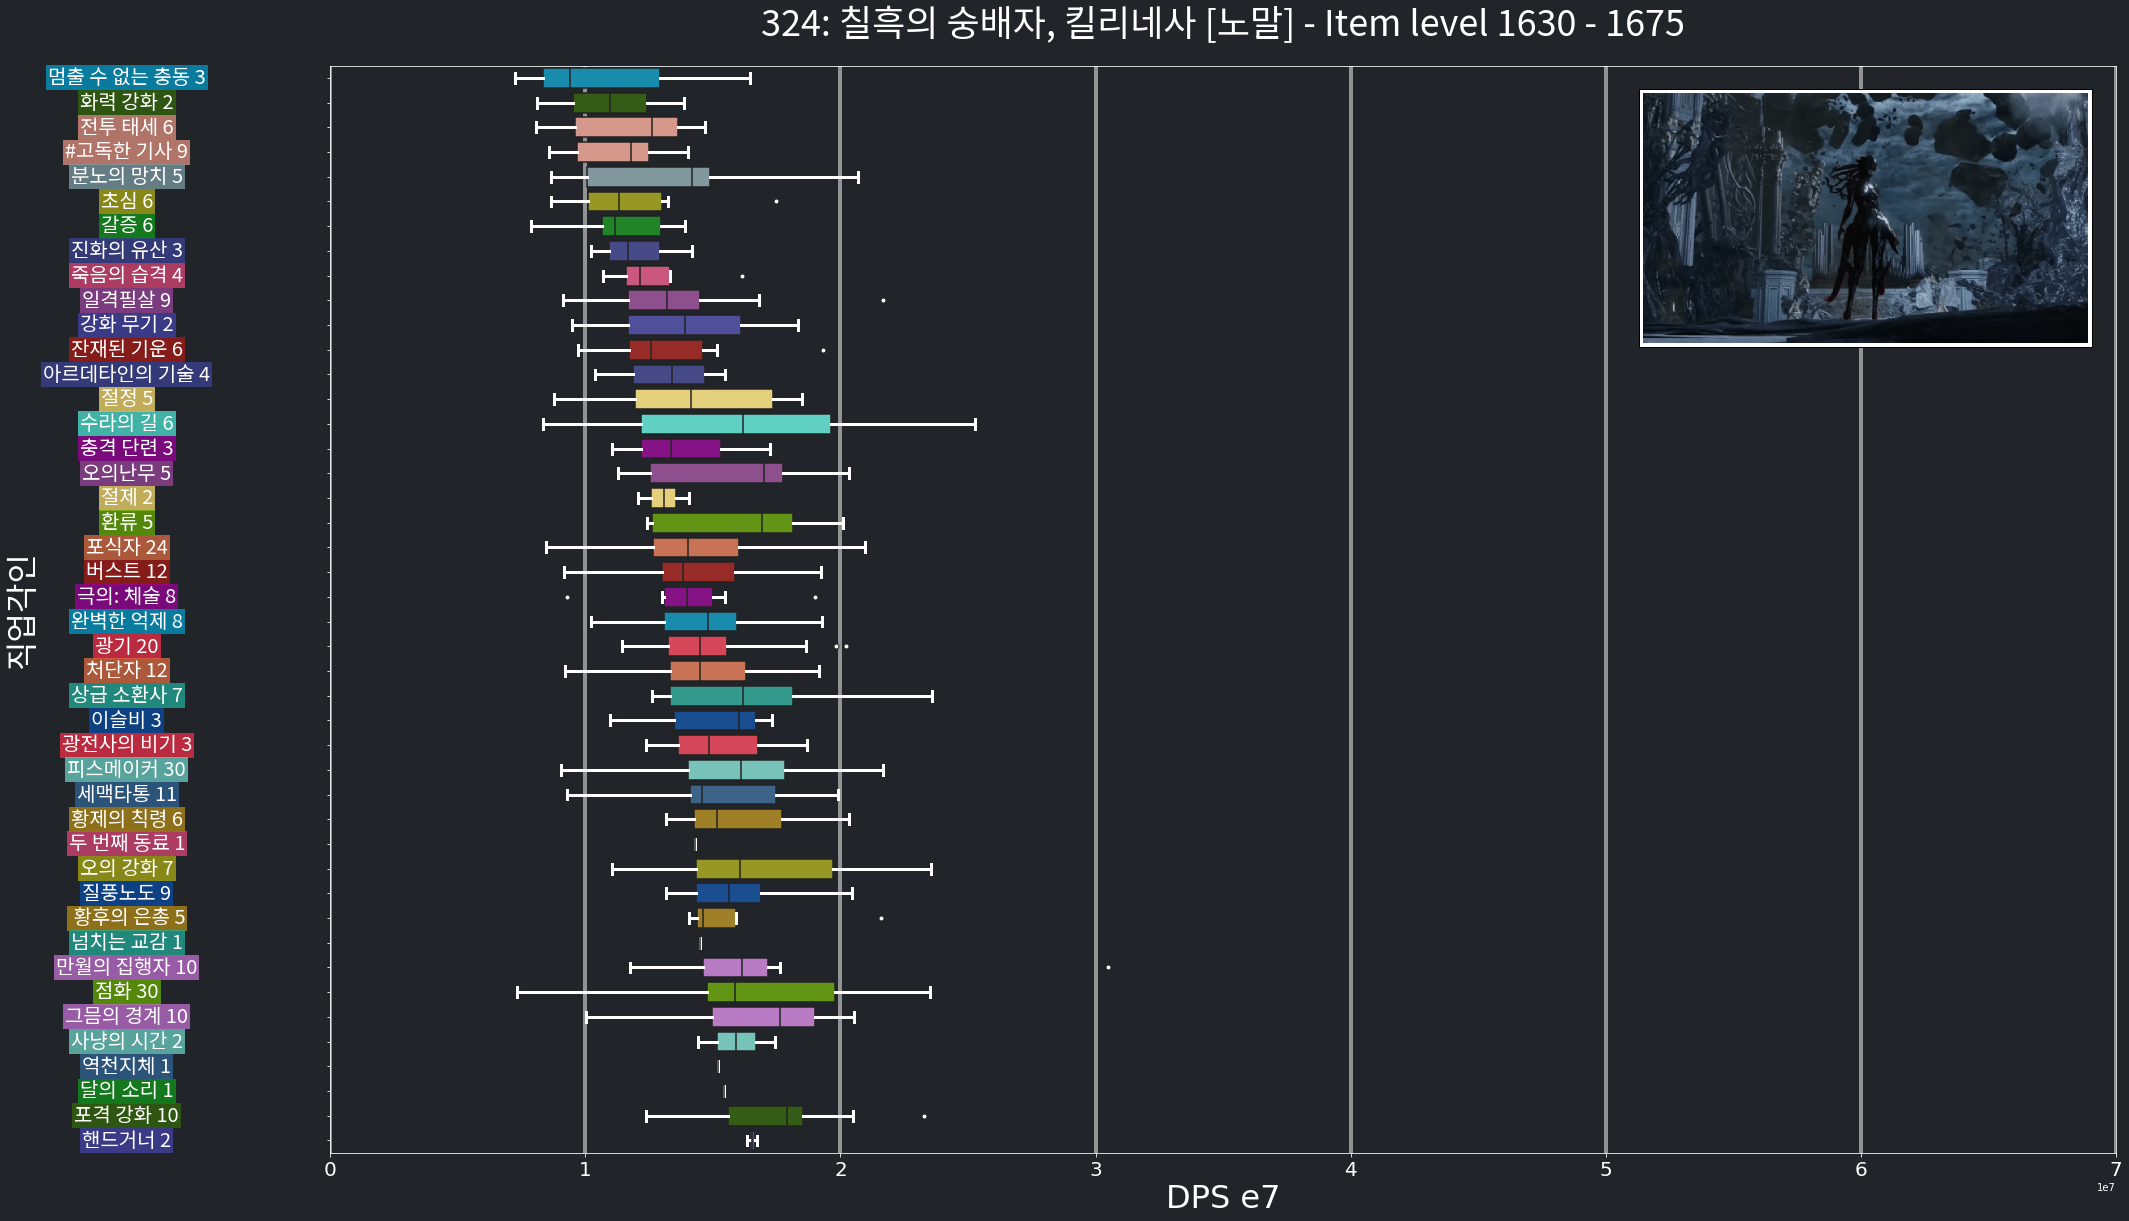 324: 칠흑의 숭배자, 킬리네사 [노말] - Item level 1630 - 1675
멈출 수 없는 충동 3
화력 강화 2
전투 태세 6
#고독한 기사 9
분노의 망치 5
초심 6
갈증 6
진화의 유산 3
죽음의 습격 4
일격필살 9
강화 무기 2
잔재된 기운 6
아르데타인의 기술 4
절정 5
수라의 길 6
충격 단련 3
오의난무 5
절제 2
환류 5
포식자 24
버스트 12
극의: 체술 8
완벽한 억제 8
광기 20
처단자 12
상급 소환사 7
이슬비 3
광전사의 비기 3
피스메이커 30
세맥타통 11
황제의 칙령 6
두 번째 동료 1
오의 강화 7
질풍노도 9
황후의 은총 5
넘치는 교감 1
만월의 집행자 10
점화 30
그믐의 경계 10
사냥의 시간 2
역천지체 1
달의 소리 1
포격 강화 10
핸드거너 2
직업각인
0 1 2 3 4 5 6 7
1e7
DPS e7